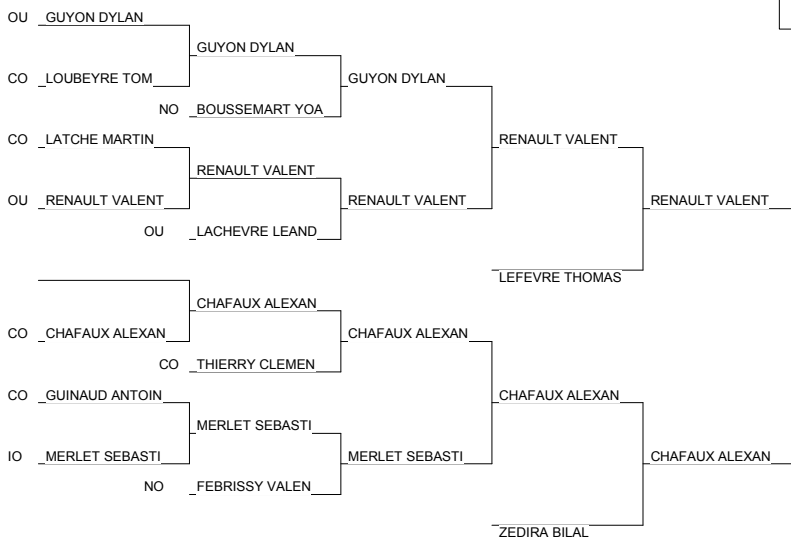 OU GUYON DYLAN
GUYON DYLAN
CO LOUBEYRE TOM
GUYON DYLAN
NO BOUSSEMART YOA
CO LATCHE MARTIN
RENAULT VALENT
RENAULT VALENT
OU RENAULT VALENT
RENAULT VALENT
RENAULT VALENT
OU LACHEVRE LEAND
LEFEVRE THOMAS
CHAFAUX ALEXAN
CO CHAFAUX ALEXAN
CHAFAUX ALEXAN
CO THIERRY CLEMEN
CO GUINAUD ANTOIN
CHAFAUX ALEXAN
MERLET SEBASTI
IO MERLET SEBASTI
MERLET SEBASTI
CHAFAUX ALEXAN
NO FEBRISSY VALEN
ZEDIRA BILAL